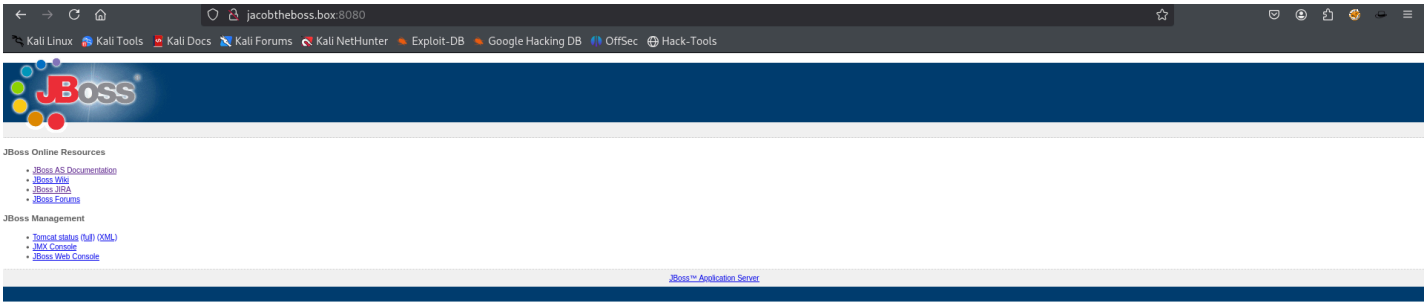 jacobtheboss.box:8080
Kali Linux Kali Tools Kali Docs Kali Forums Kali NetHunter Exploit-DB Google Hacking DB OffSec Hack-Tools
JBoss
JBoss Online Resources
JBoss AS Documentation
JBoss Wiki
JBoss JIRA
JBoss Forums
JBoss Management
Tomcat status (full) (XML)
JMX Console
JBoss Web Console
JBoss™ Application Server